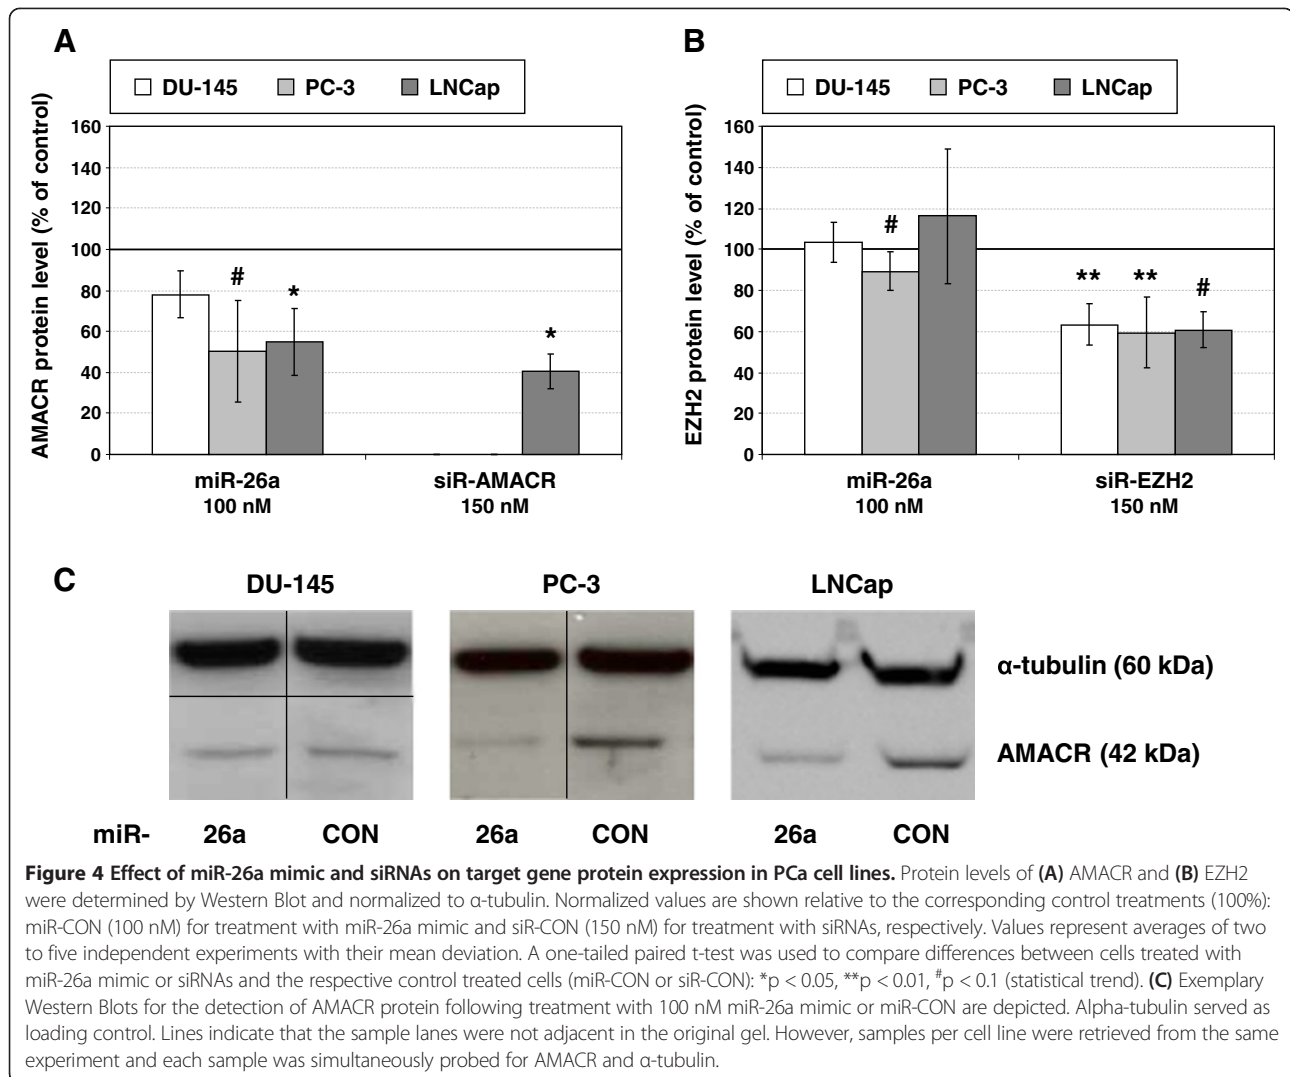 A
B
DU-145 PC-3 LNCap
DU-145 PC-3 LNCap
AMACR protein level (% of control)
160
140
120
100
80
60
40
20
0
#
*
*
miR-26a
100 nM
siR-AMACR
150 nM
EZH2 protein level (% of control)
160
140
120
100
80
60
40
20
0
#
**
**
#
miR-26a
100 nM
siR-EZH2
150 nM
C
DU-145 PC-3 LNCap
α-tubulin (60 kDa)
AMACR (42 kDa)
miR- 26a CON 26a CON 26a CON
Figure 4 Effect of miR-26a mimic and siRNAs on target gene protein expression in PCa cell lines. Protein levels of (A) AMACR and (B) EZH2
were determined by Western Blot and normalized to α-tubulin. Normalized values are shown relative to the corresponding control treatments (100%):
miR-CON (100 nM) for treatment with miR-26a mimic and siR-CON (150 nM) for treatment with siRNAs, respectively. Values represent averages of two
to five independent experiments with their mean deviation. A one-tailed paired t-test was used to compare differences between cells treated with
miR-26a mimic or siRNAs and the respective control treated cells (miR-CON or siR-CON): *p < 0.05, **p < 0.01, #p < 0.1 (statistical trend). (C) Exemplary
Western Blots for the detection of AMACR protein following treatment with 100 nM miR-26a mimic or miR-CON are depicted. Alpha-tubulin served as
loading control. Lines indicate that the sample lanes were not adjacent in the original gel. However, samples per cell line were retrieved from the same
experiment and each sample was simultaneously probed for AMACR and α-tubulin.